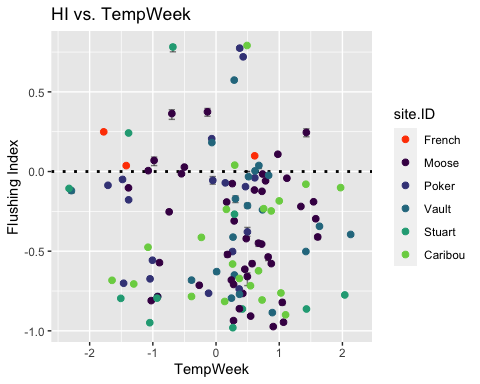 HI vs. TempWeek
Flushing Index
0.5
0.0
-0.5
-1.0
-2
-1
0
1
2
TempWeek
site.ID
French
Moose
Poker
Vault
Stuart
Caribou